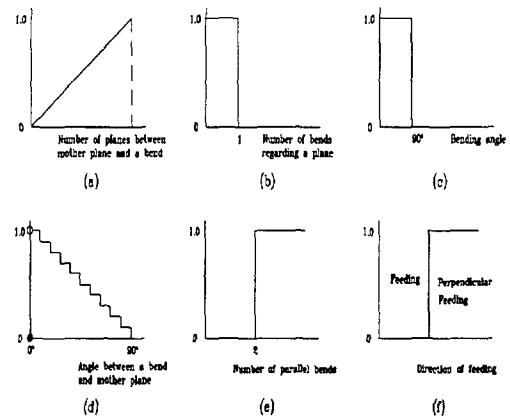 1.0
0
Number of planes between
mother plane and a bend
(a)
1.0
0
1
Number of bends
regarding a plane
(b)
1.0
0
90°
Bending angle
(c)
1.0
0
0°
90°
Angle between a bend
and mother plane
(d)
1.0
0
Number of parallel bends
(e)
1.0
0
Feeding
Perpendicular
Feeding
Direction of feeding
(f)